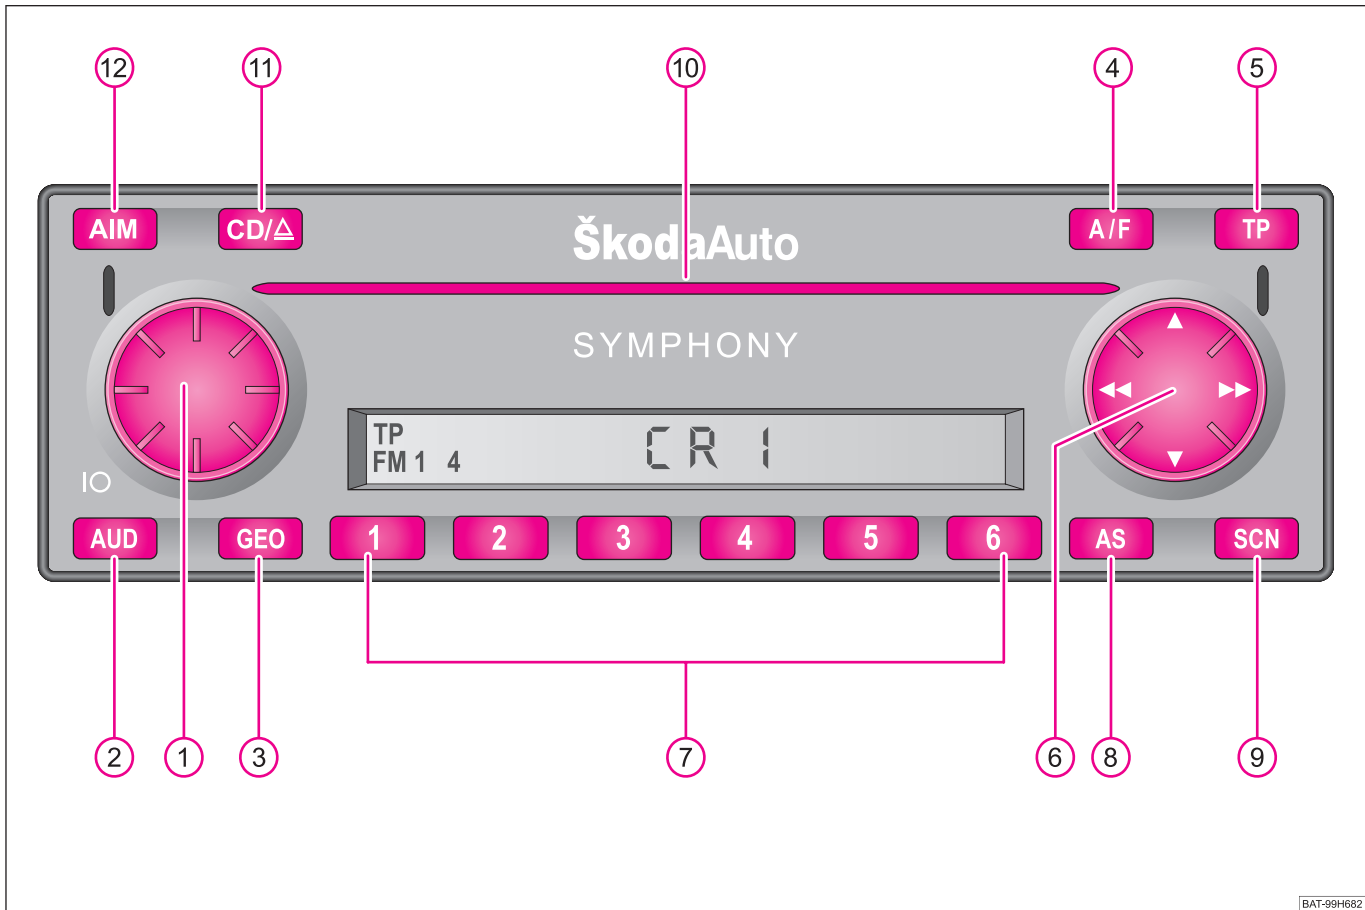 12 11 10 4 5
AIM CD/ A/F TP
ŠkodaAuto
SYMPHONY
TP
FM 1 4 CR 1
IO
AUD GEO 1 2 3 4 5 6 AS SCN
2 1 3 7 6 8 9
BAT-99H682